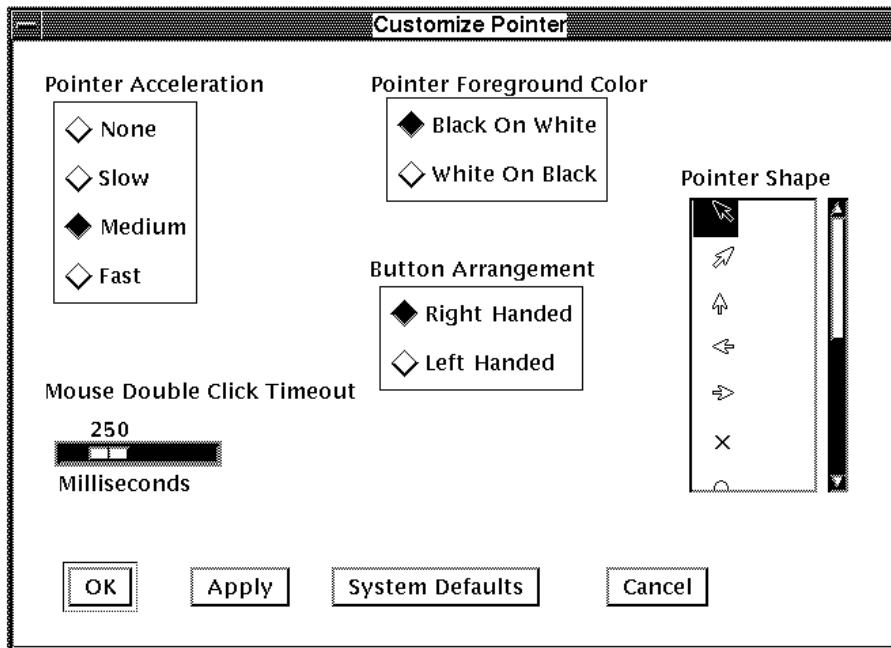 Customize Pointer
Pointer Acceleration
None
Slow
Medium
Fast
Pointer Foreground Color
Black On White
White On Black
Button Arrangement
Right Handed
Left Handed
Pointer Shape
Mouse Double Click Timeout
250
Milliseconds
OK
Apply
System Defaults
Cancel